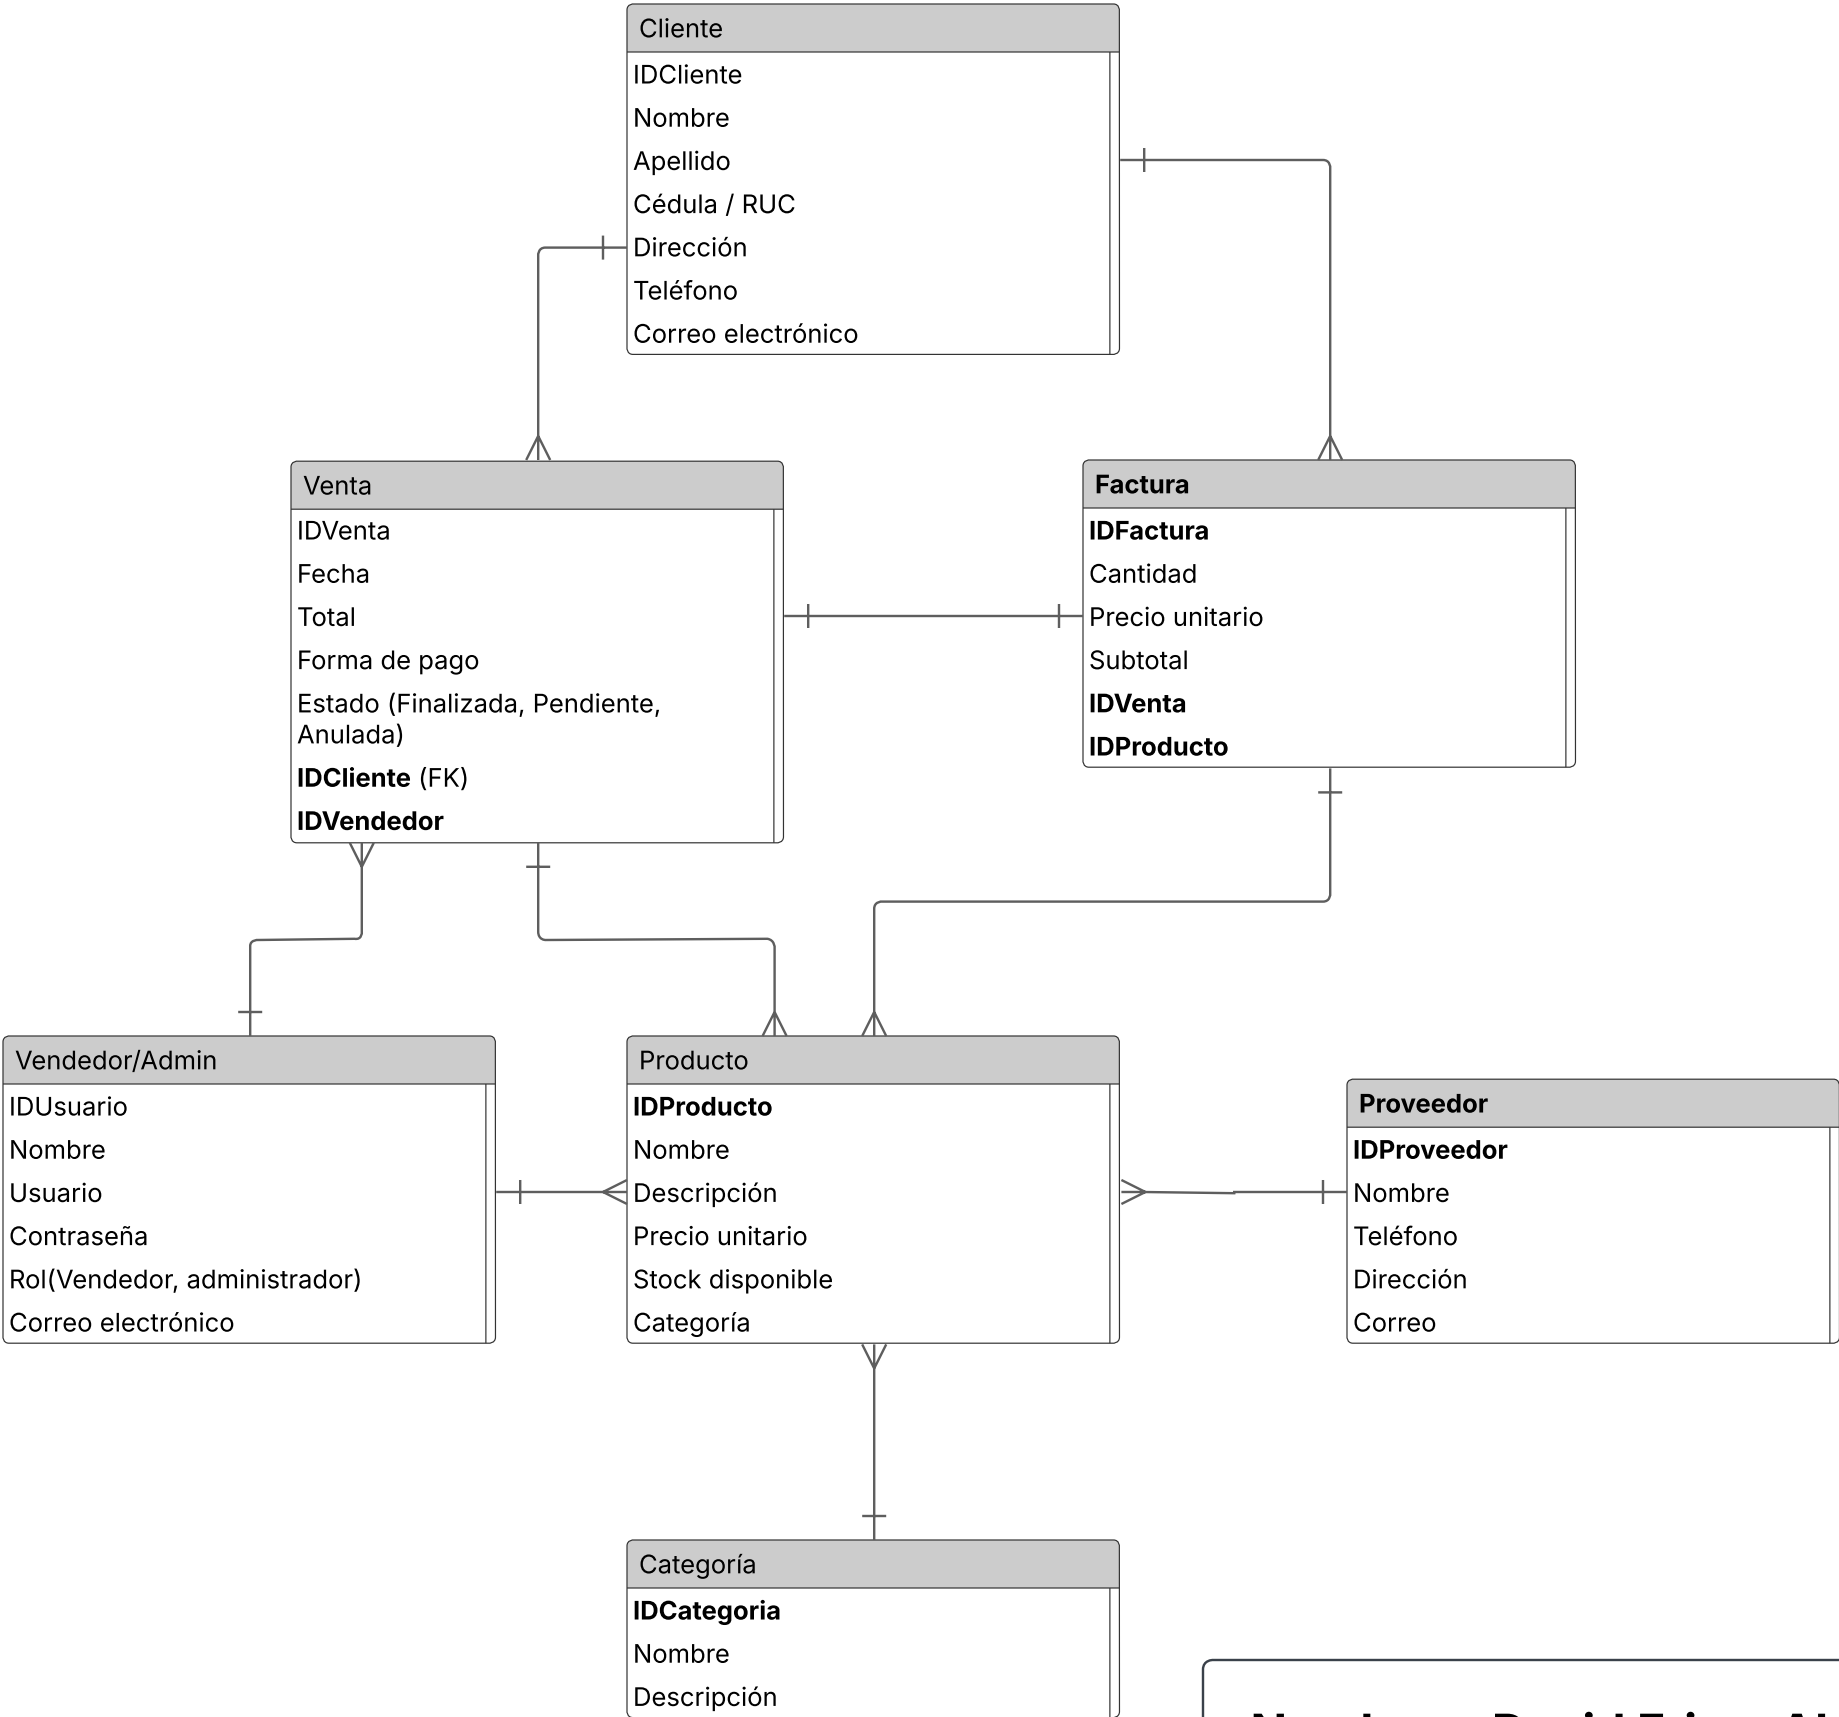 Cliente
IDCliente
Nombre
Apellido
Cédula / RUC
Dirección
Teléfono
Correo electrónico
Venta
IDVenta
Fecha
Total
Forma de pago
Estado (Finalizada, Pendiente,
Anulada)
IDCliente (FK)
IDVendedor
Factura
IDFactura
Cantidad
Precio unitario
Subtotal
IDVenta
IDProducto
Vendedor/Admin
IDUsuario
Nombre
Usuario
Contraseña
Rol(Vendedor, administrador)
Correo electrónico
Producto
IDProducto
Nombre
Descripción
Precio unitario
Stock disponible
Categoría
Proveedor
IDProveedor
Nombre
Teléfono
Dirección
Correo
Categoría
IDCategoria
Nombre
Descripción